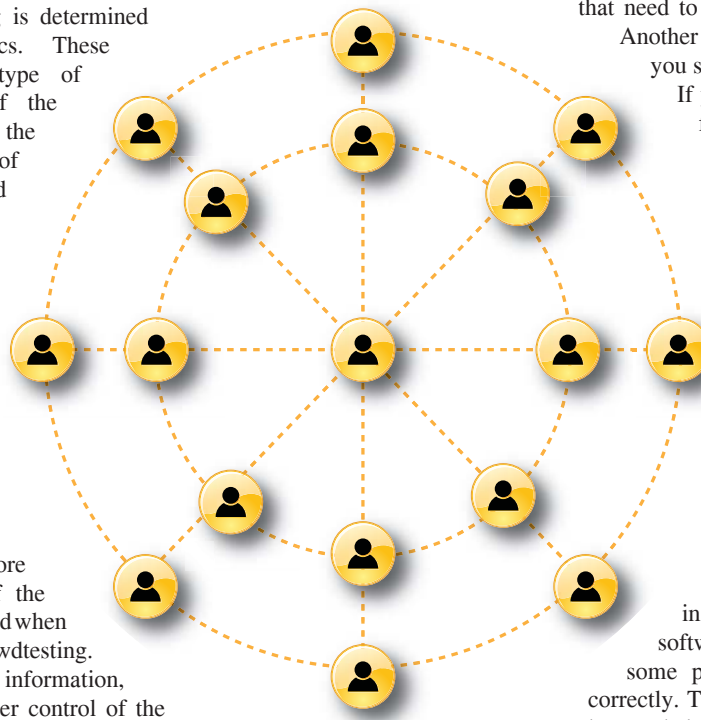 is determined
These
type of
the
the
of
ore
the
when
wdtesting.
information,
er control of the
that need to
Another
you s
If
in
softw
some p
correctly. T